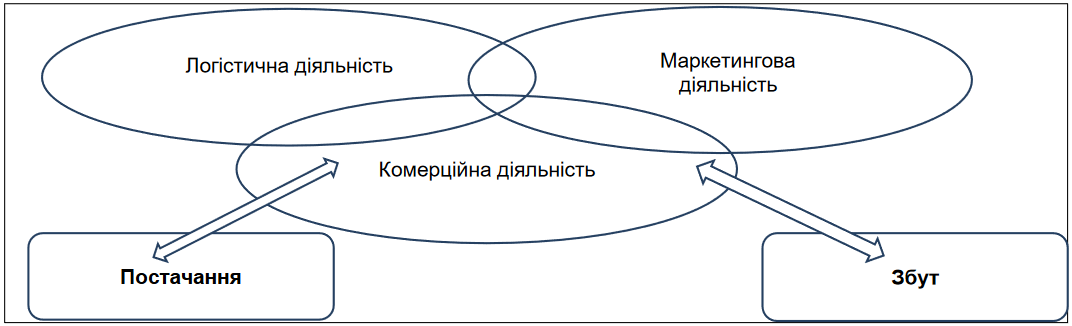 Логістична діяльність
Маркетингова
діяльність
Комерційна діяльність
Постачання
Збут